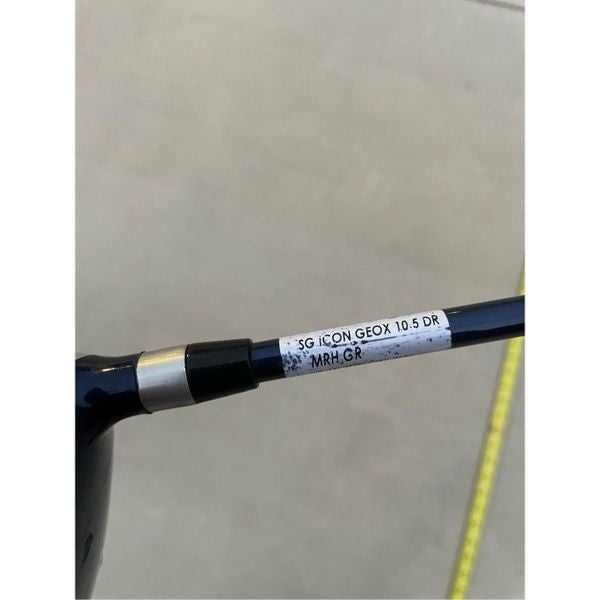 SG ICON GEOX 10.5 DR
MRH GR